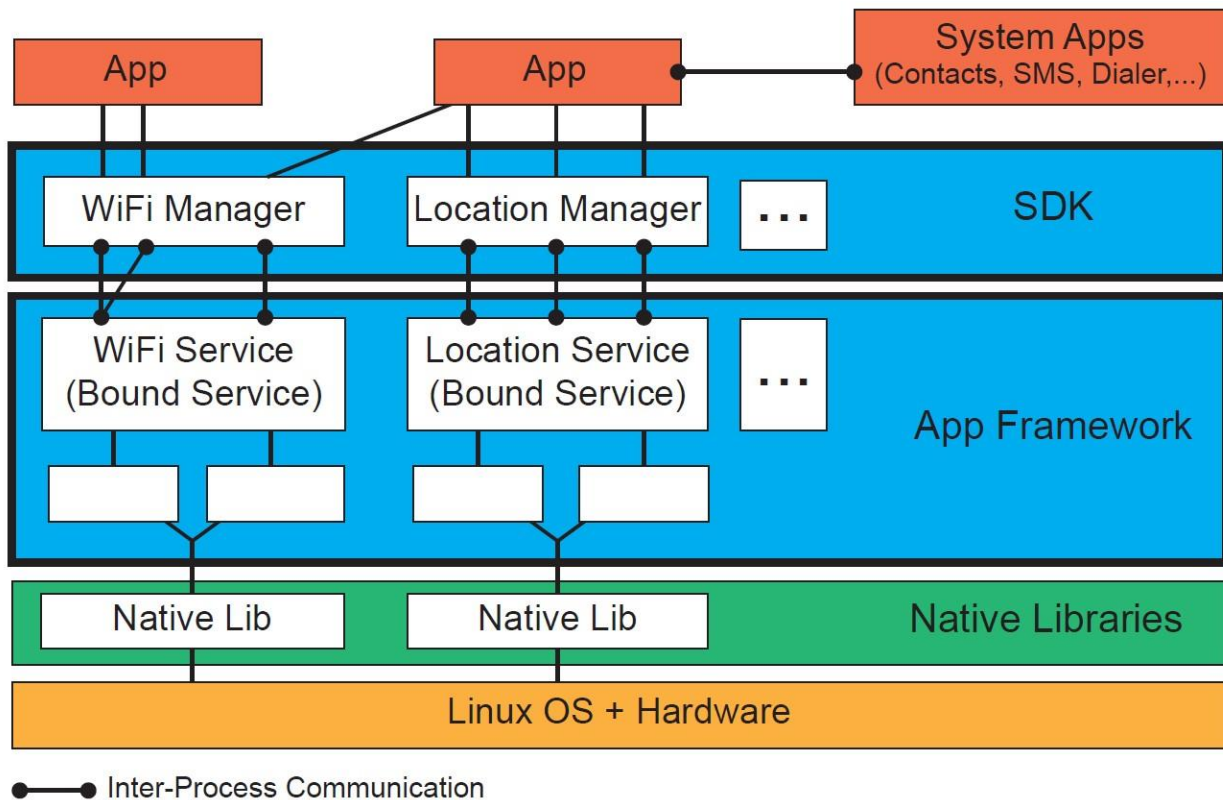 App
App
System Apps
(Contacts, SMS, Dialer,...)
WiFi Manager
Location Manager
...
SDK
WiFi Service
(Bound Service)
Location Service
(Bound Service)
...
App Framework
Native Lib
Native Lib
Native Libraries
Linux OS + Hardware
Inter-Process Communication